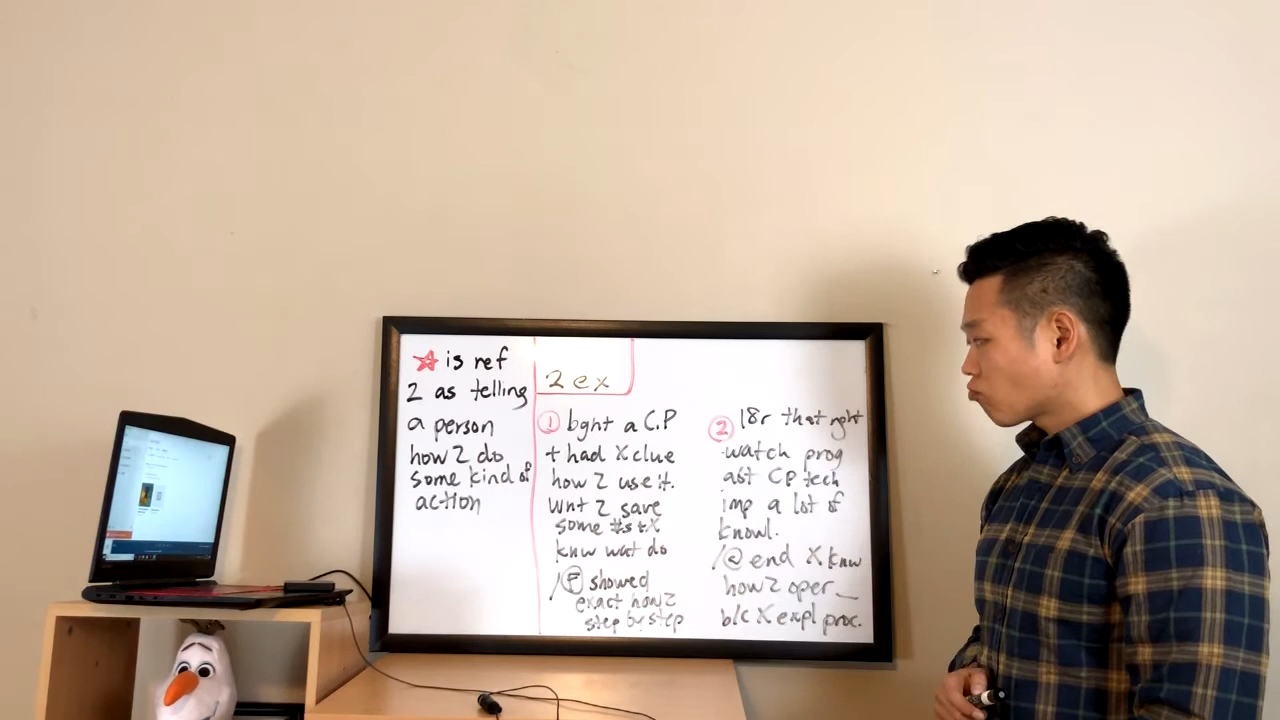 is ref
2 as telling
a person
how 2 do
some kind of
action
2 ex
① bght a C.P
+ had X clue
how 2 use it.
wnt 2 save
some #s + X
knw wat do
/ F showed
exact how 2
step by step
② l8r that nght
watch prog
abt CP tech
imp a lot of
knowl.
/@ end X knw
how 2 oper _
b/c X expl proc.